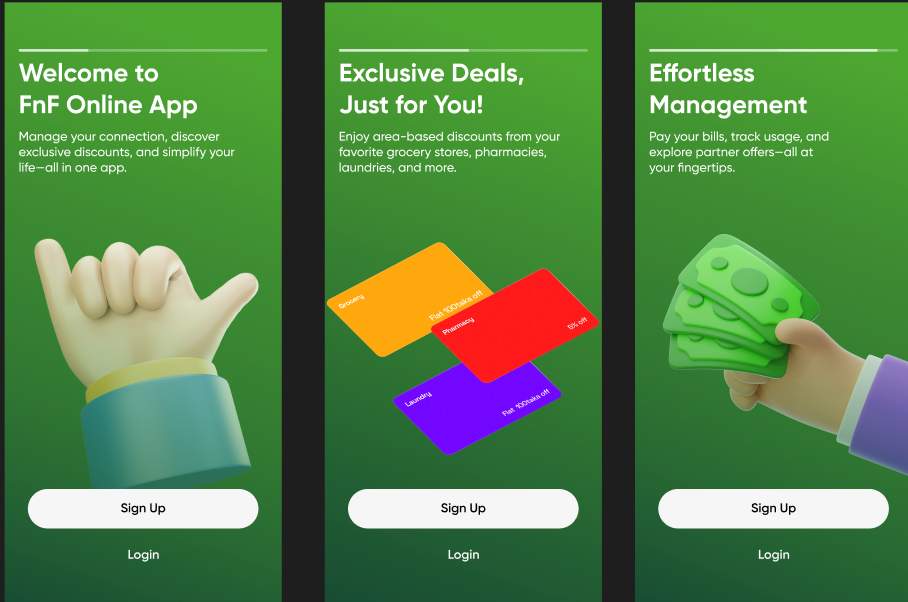 Welcome to
FnF Online App
Manage your connection, discover
exclusive discounts, and simplify your
life—all in one app.
Sign Up
Login
Exclusive Deals,
Just for You!
Enjoy area-based discounts from your
favorite grocery stores, pharmacies,
laundries, and more.
Grocery
Flat 100taka off
Pharmacy
5% off
Laundry
Flat 100taka off
Sign Up
Login
Effortless
Management
Pay your bills, track usage, and
explore partner offers—all at
your fingertips.
Sign Up
Login